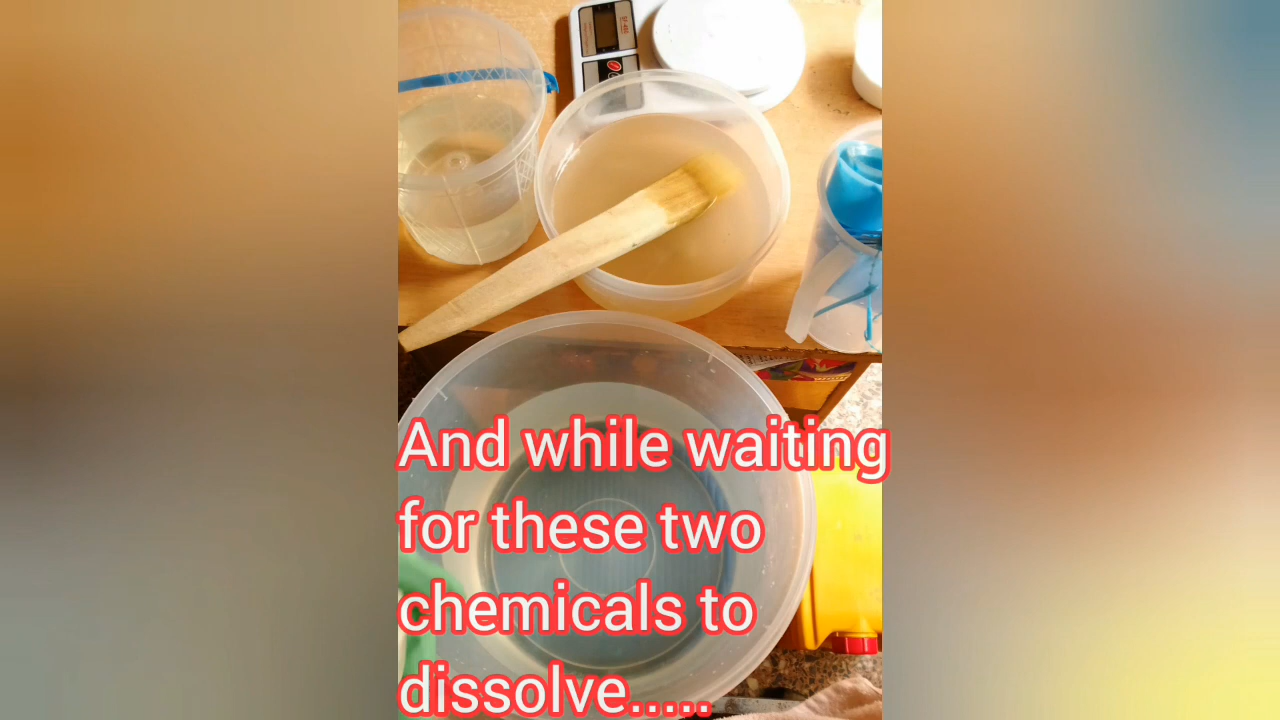 And while waiting
for these two
chemicals to
dissolve.....